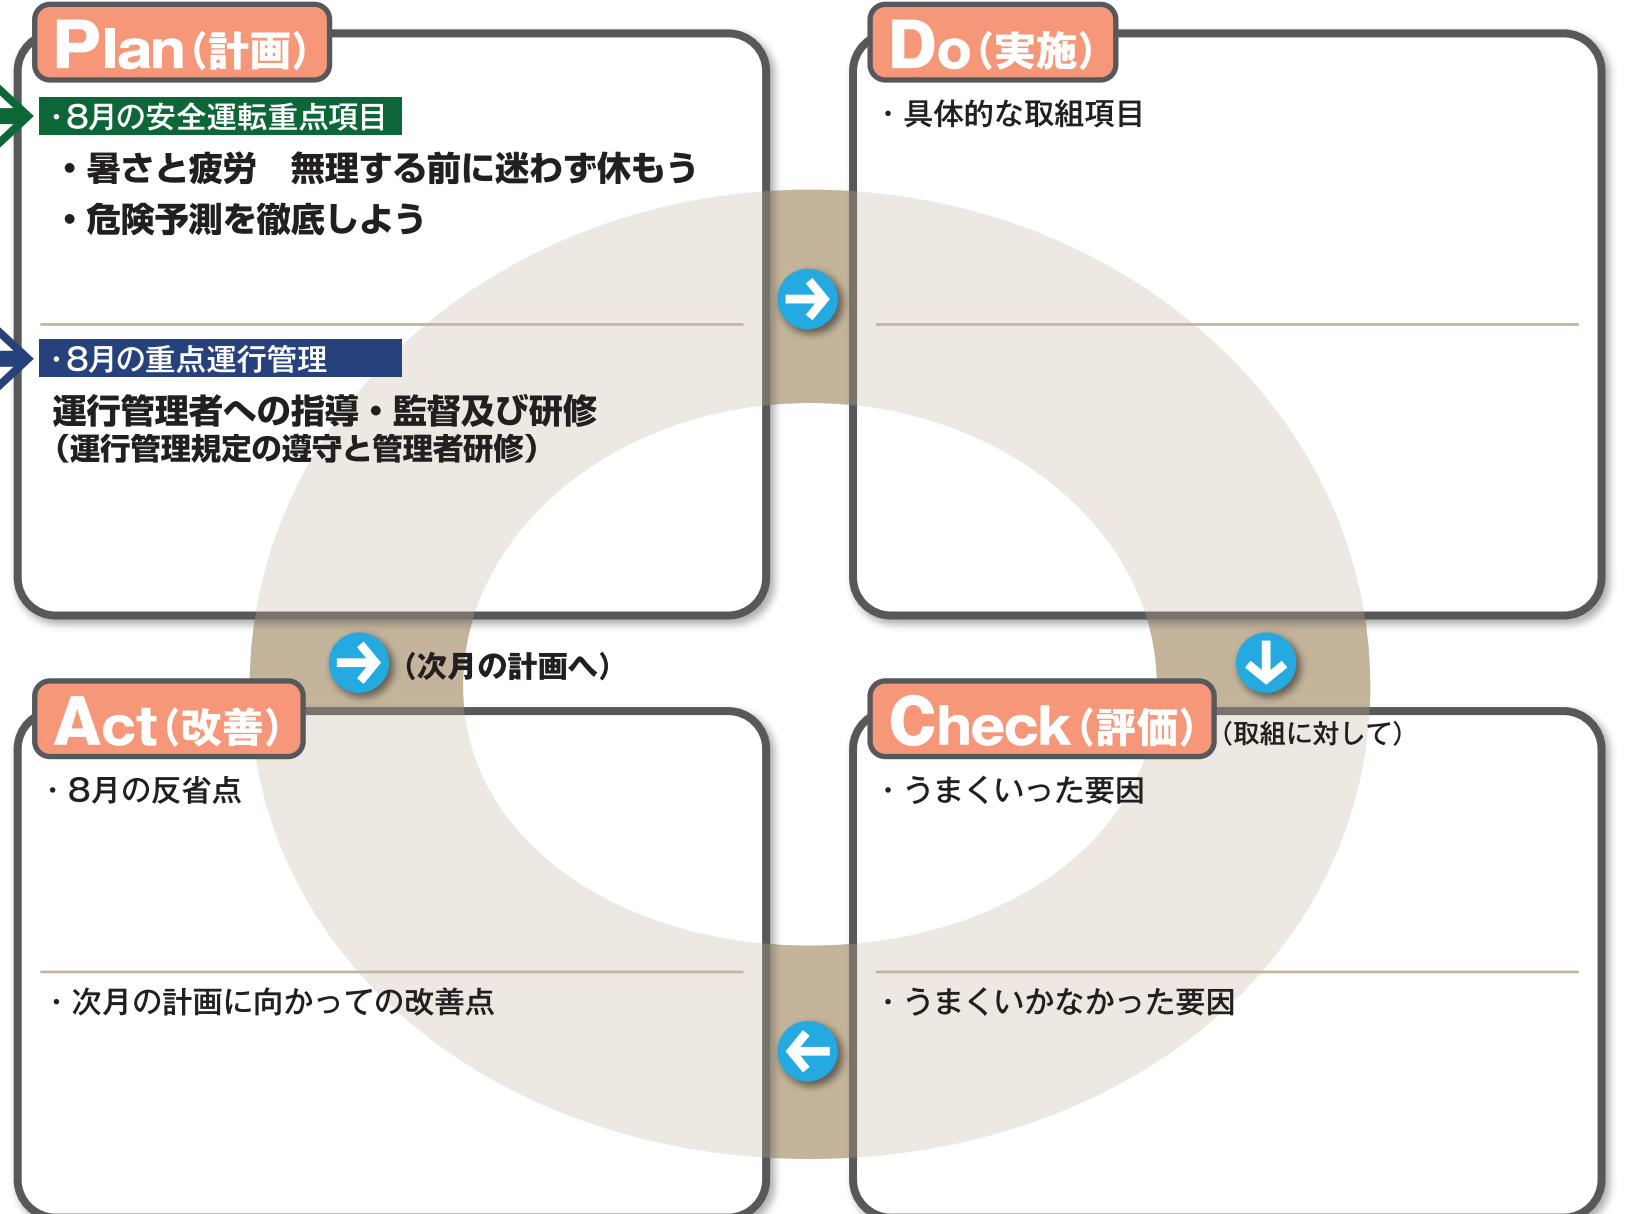 Plan（計画）
・8月の安全運転重点項目
・暑さと疲労　無理する前に迷わず休もう
・危険予測を徹底しよう
・8月の重点運行管理
運行管理者への指導・監督及び研修
（運行管理規定の遵守と管理者研修）
Do（実施）
・具体的な取組項目
（次月の計画へ）
Act（改善）
・8月の反省点
・次月の計画に向かっての改善点
Check（評価）（取組に対して）
・うまくいった要因
・うまくいかなかった要因